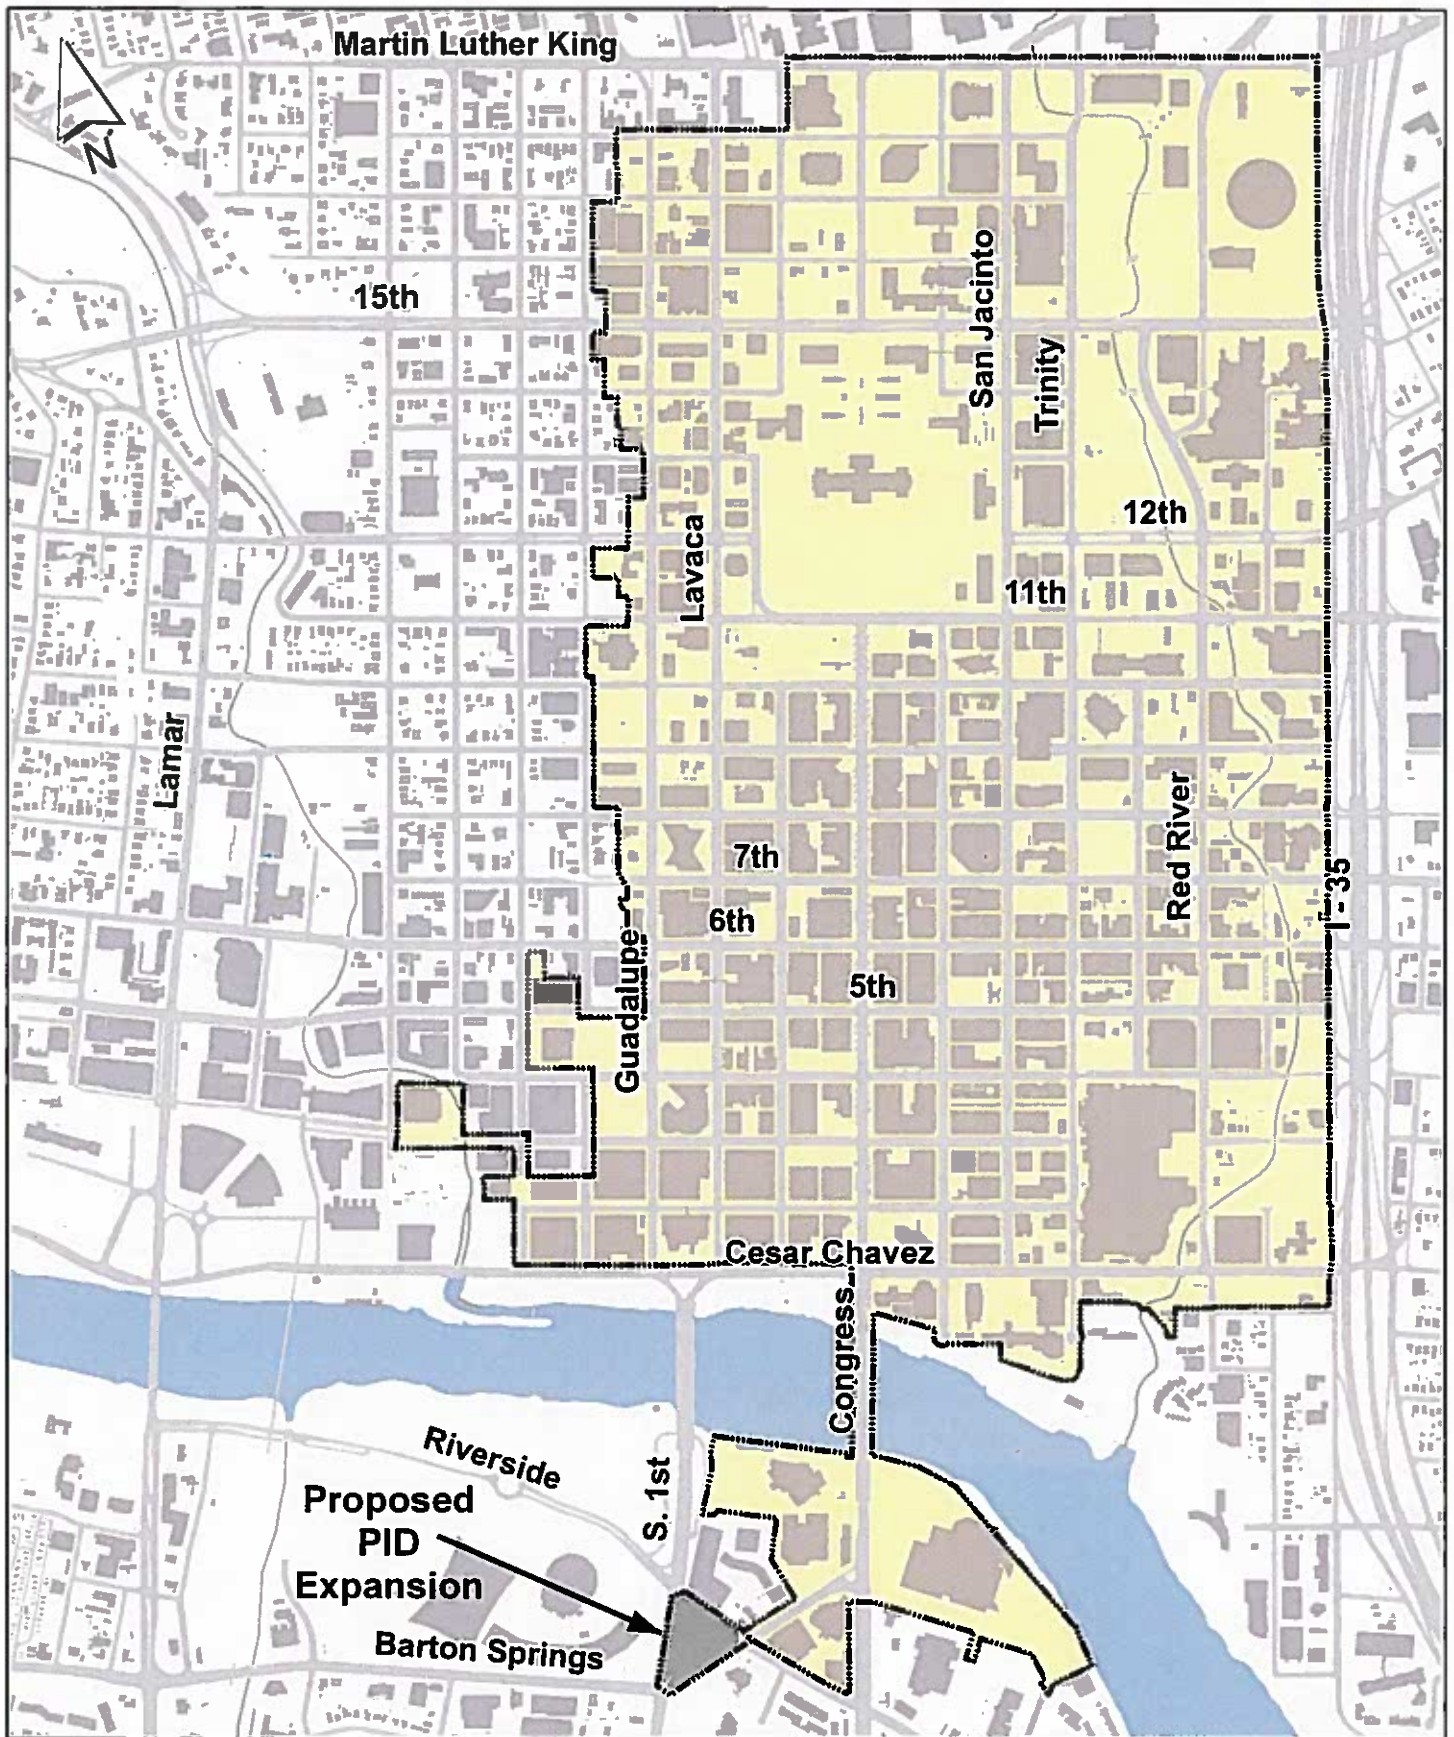 Martin Luther King
N
15th
San Jacinto
Trinity
12th
Lavaca
11th
Lamar
Red River
7th
I - 35
6th
Guadalupe
5th
Cesar Chavez
Congress
Riverside
S. 1st
Proposed
PID
Expansion
Barton Springs